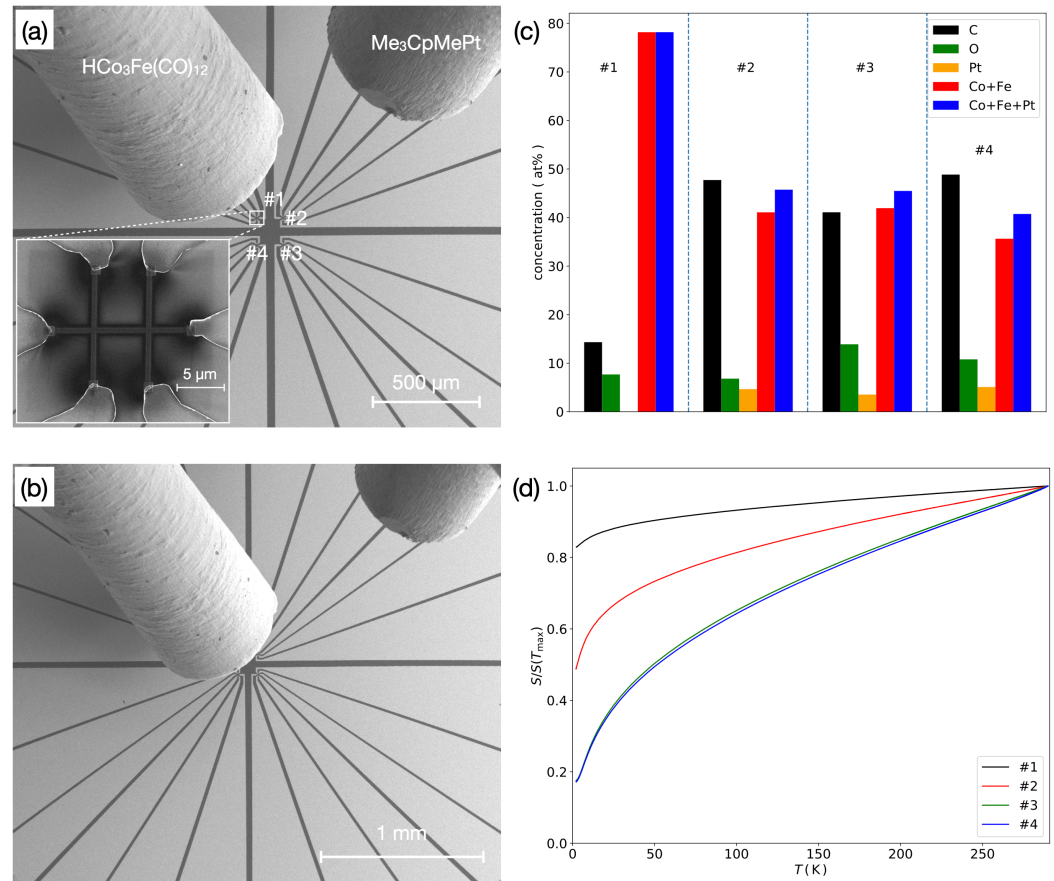 (a)
HCo₃Fe(CO)₁₂
Me₃CpMePt
#1
#2
#4
#3
5 µm
500 µm
(b)
1 mm
(c)
concentration ( at% )
80
70
60
50
40
30
20
10
0
#1
#2
#3
#4
C
O
Pt
Co+Fe
Co+Fe+Pt
(d)
S/S(Tmax)
1.0
0.8
0.6
0.4
0.2
0.0
0
50
100
150
200
250
T (K)
#1
#2
#3
#4